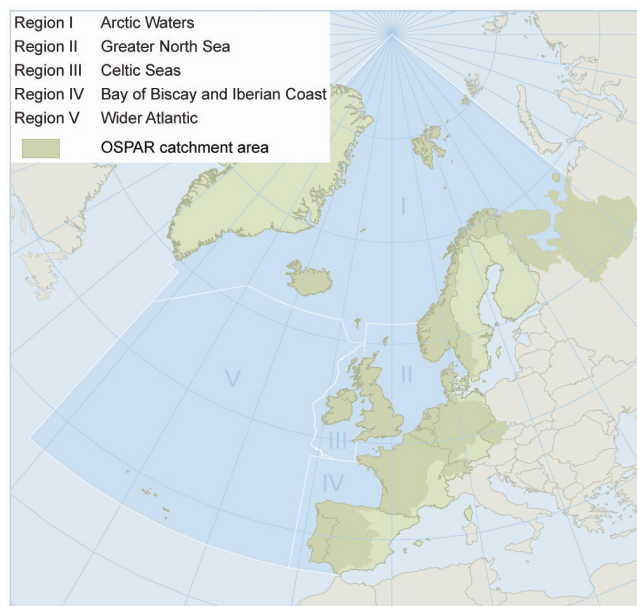 Region I Arctic Waters
Region II Greater North Sea
Region III Celtic Seas
Region IV Bay of Biscay and Iberian Coast
Region V Wider Atlantic
OSPAR catchment area
I
V
II
III
IV